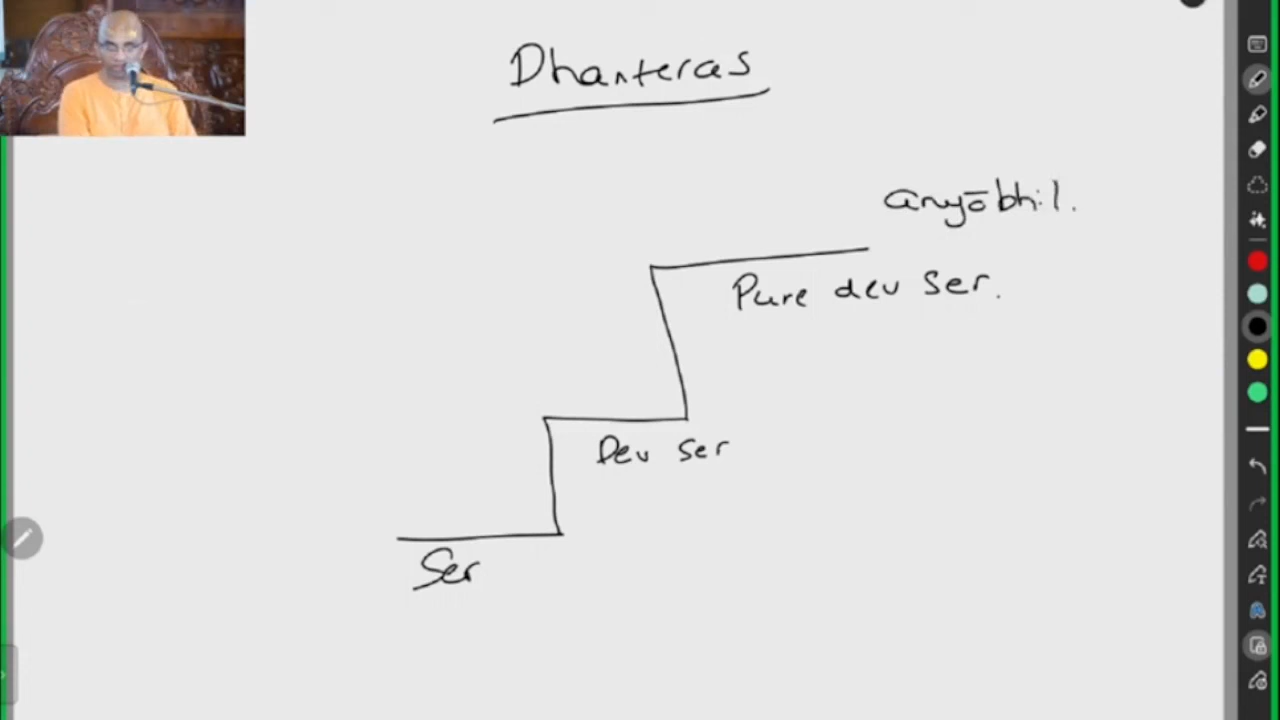 Dhanteras
anyābhil.
Pure dev ser.
Dev ser
Ser